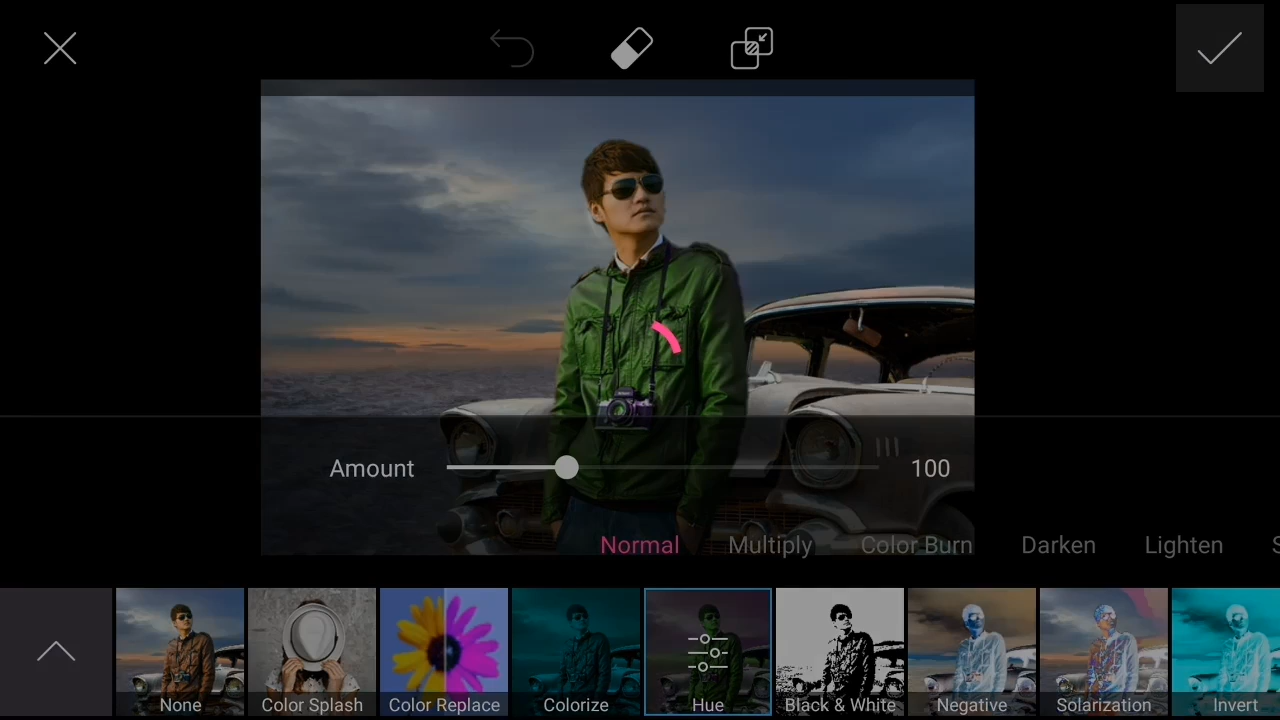 Amount 100
Normal Multiply Color Burn Darken Lighten S
None Color Splash Color Replace Colorize Hue Black & White Negative Solarization Invert